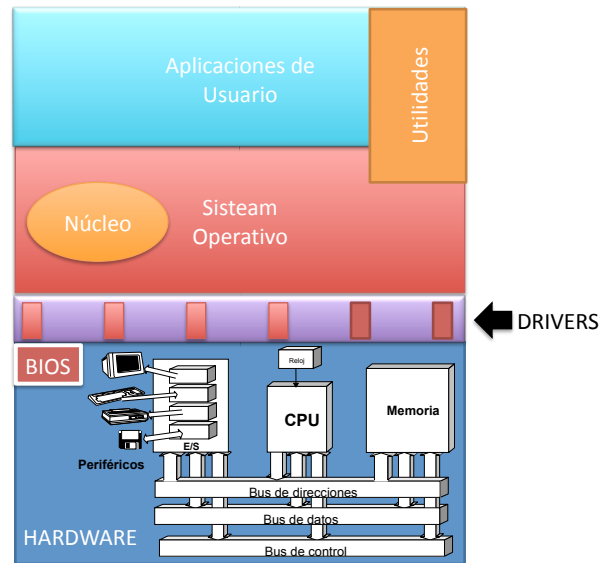 Aplicaciones de
Usuario
Utilidades
Núcleo
Sisteam
Operativo
DRIVERS
BIOS
Reloj
CPU
Memoria
E/S
Periféricos
Bus de direcciones
Bus de datos
Bus de control
HARDWARE